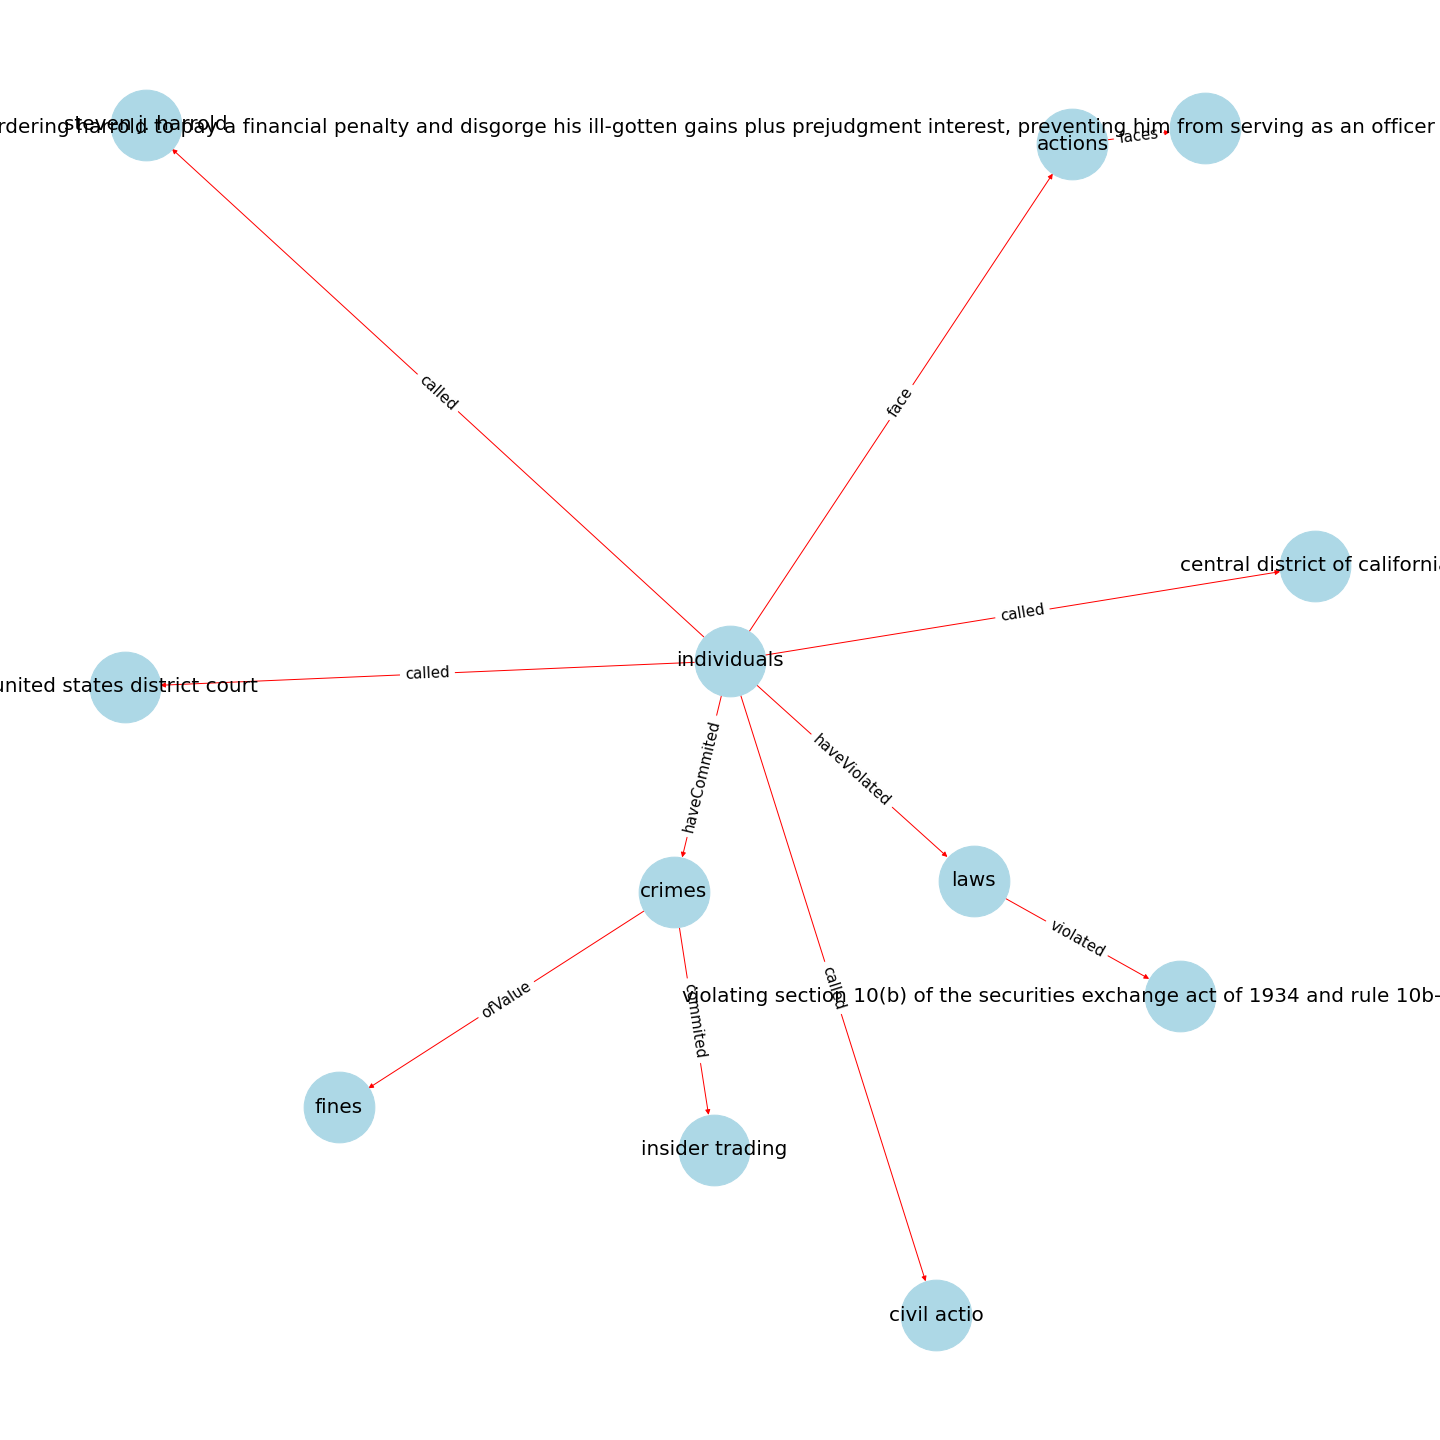 steven j. harrold
rdering harrold to pay a financial penalty and disgorge his ill-gotten gains plus prejudgment interest, preventing him from serving as an officer
faces
actions
called
face
central district of california
called
individuals
called
united states district court
haveCommited
haveViolated
crimes
laws
violated
called
violating section 10(b) of the securities exchange act of 1934 and rule 10b-
ofValue
commited
fines
insider trading
civil actio